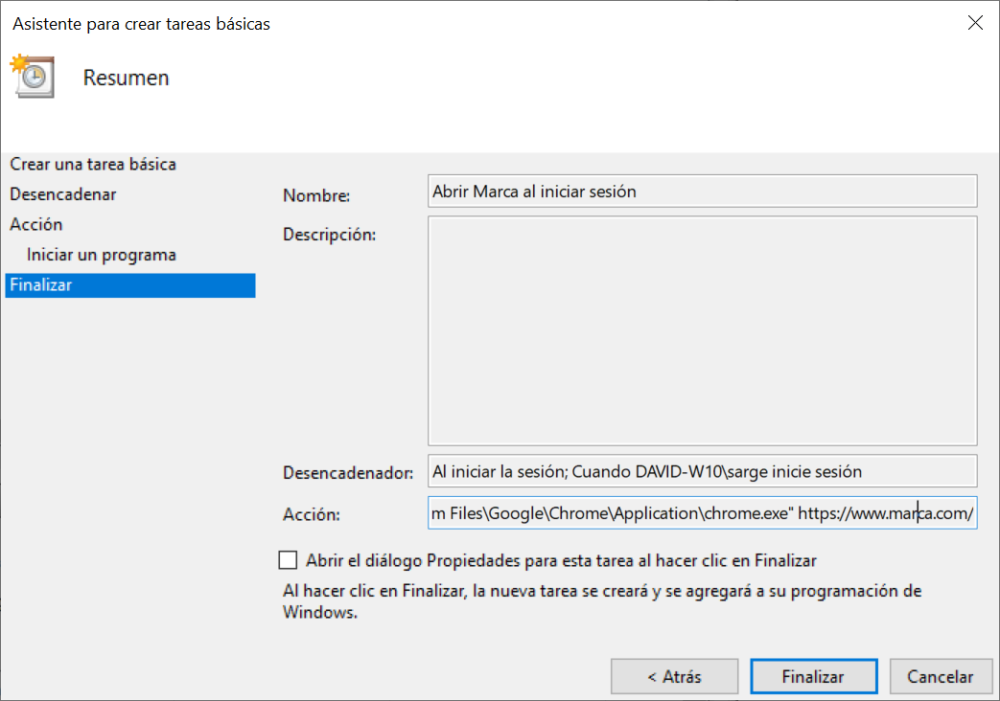 Asistente para crear tareas básicas
Resumen
Crear una tarea básica
Desencadenar
Acción
Iniciar un programa
Finalizar
Nombre: Abrir Marca al iniciar sesión
Descripción:
Desencadenador: Al iniciar la sesión; Cuando DAVID-W10\sarge inicie sesión
Acción: m Files\Google\Chrome\Application\chrome.exe" https://www.marca.com/
Abrir el diálogo Propiedades para esta tarea al hacer clic en Finalizar
Al hacer clic en Finalizar, la nueva tarea se creará y se agregará a su programación de
Windows.
< Atrás Finalizar Cancelar